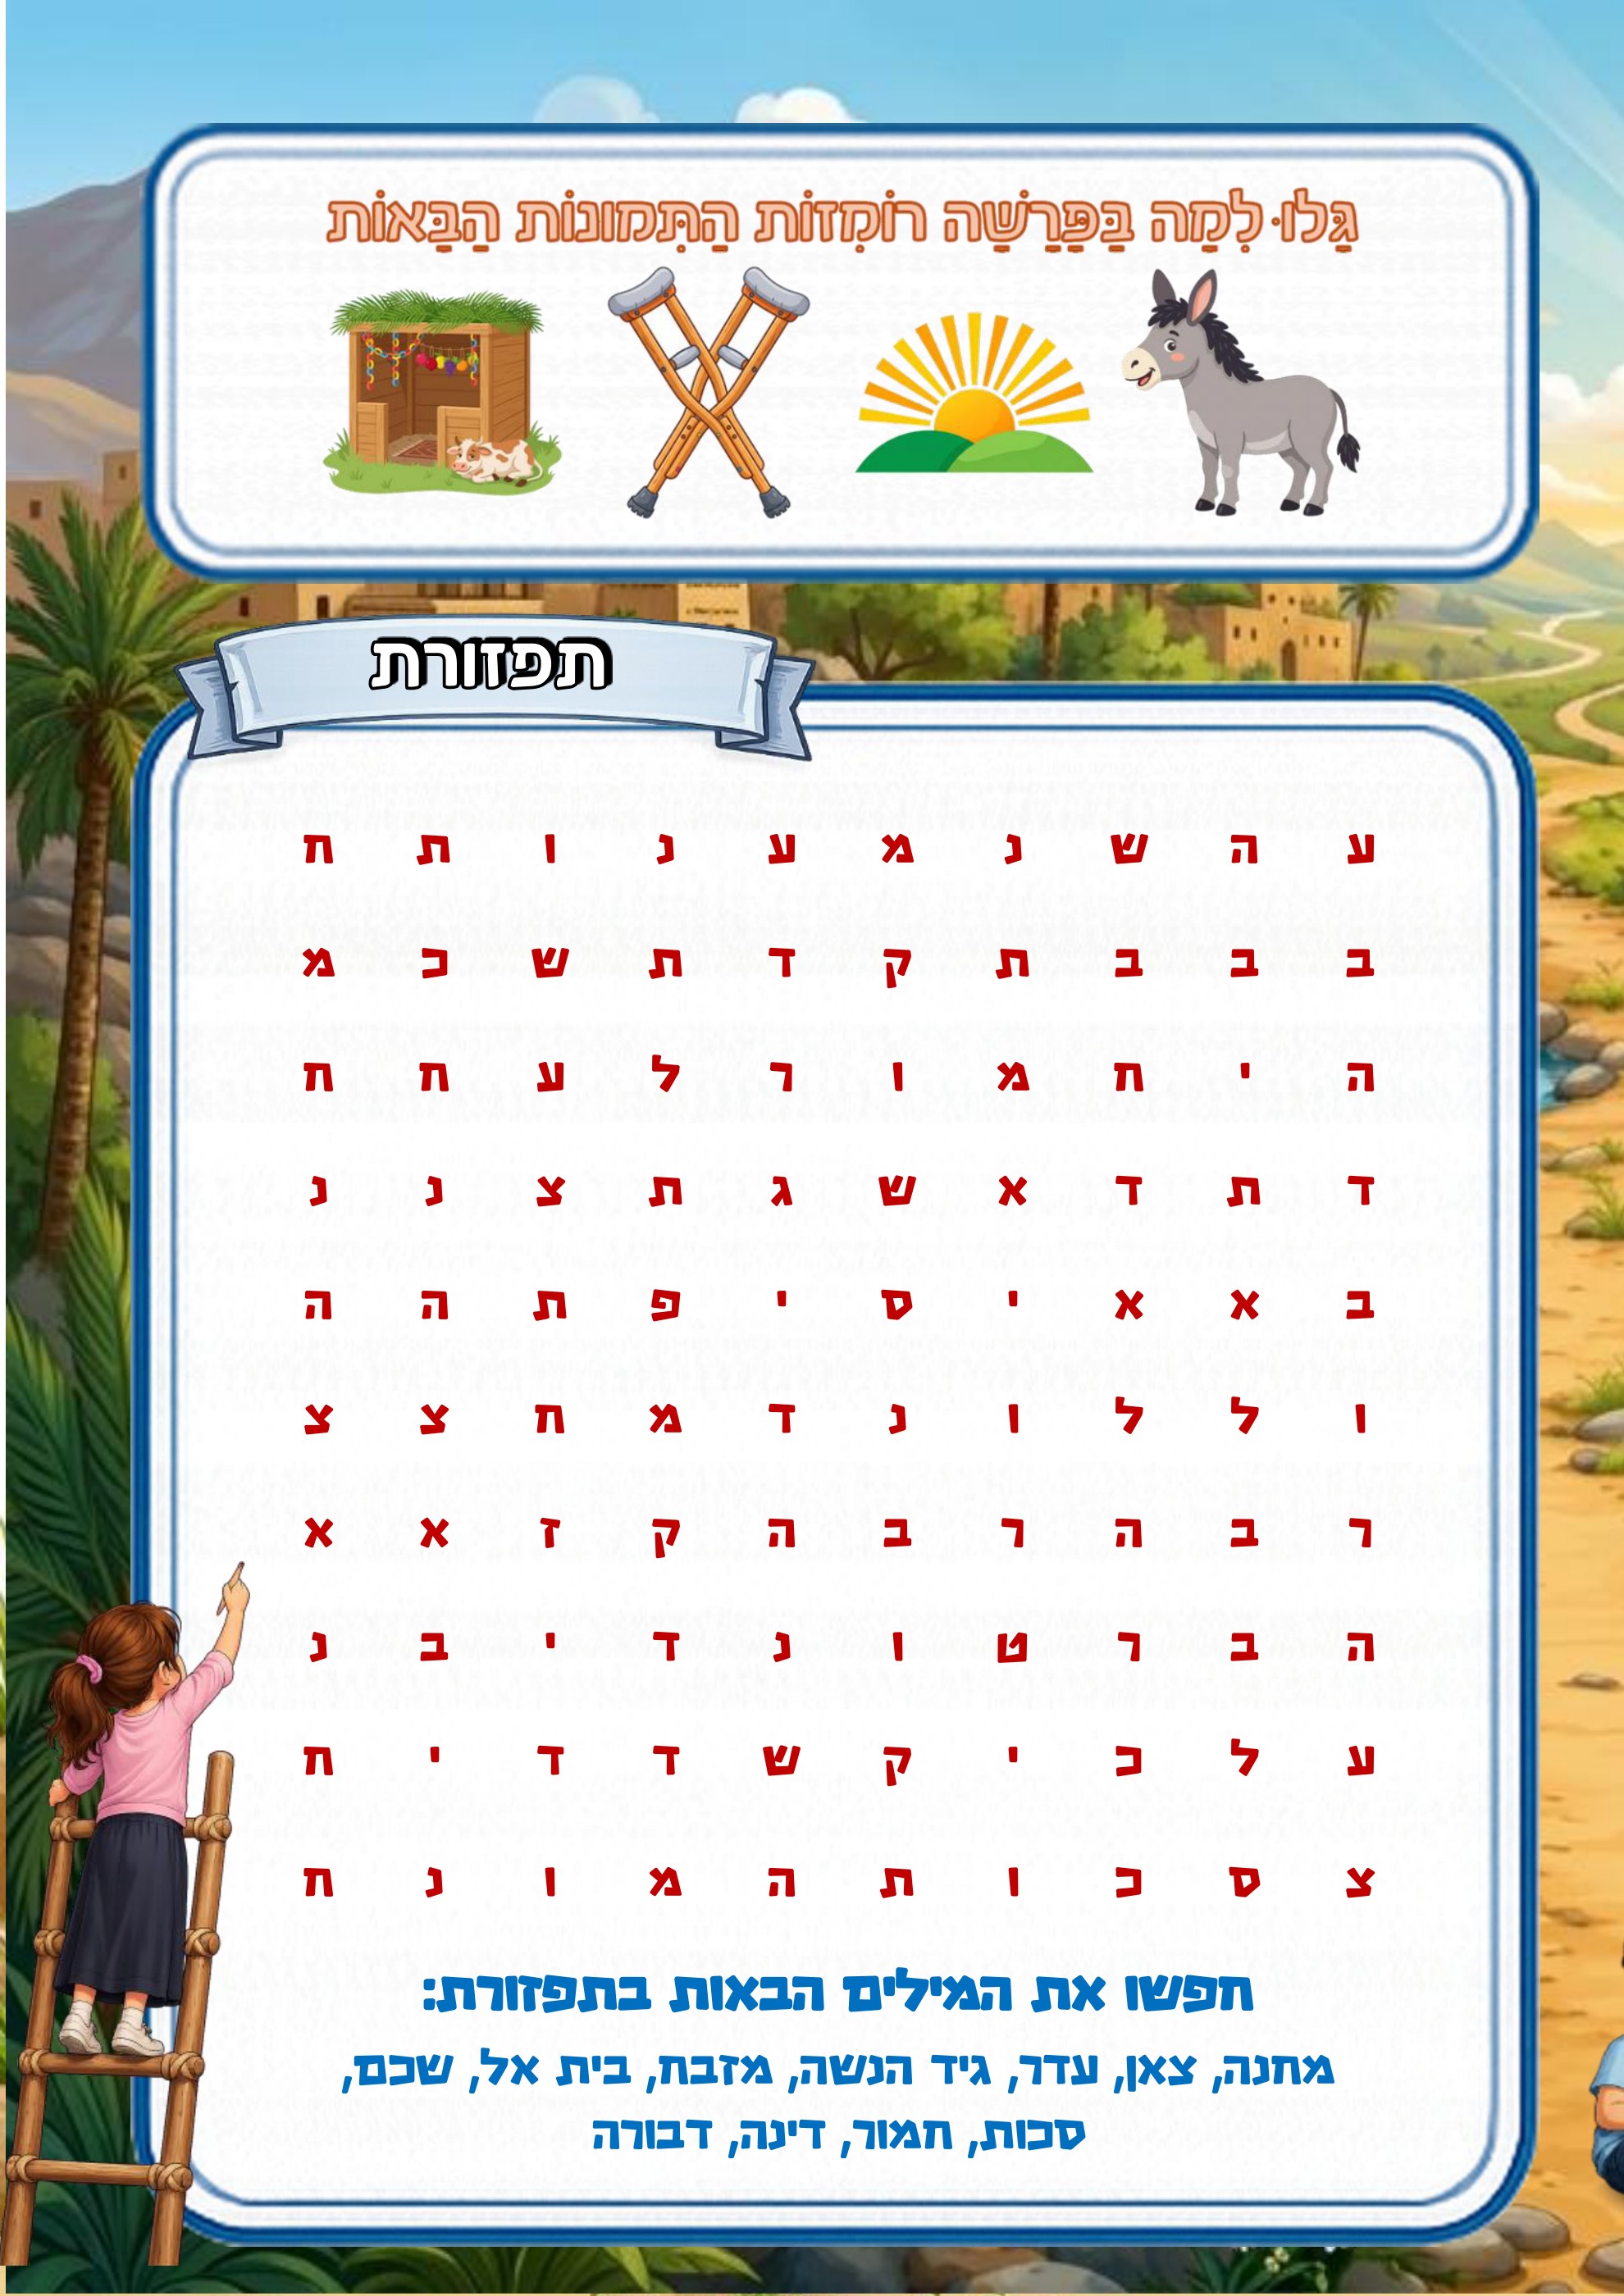 גַּלּוּ לְמַה בַּפָּרָשָׁה רוֹמְזוֹת הַתְּמוּנוֹת הַבָּאוֹת
תפזורת
ע ה ש נ מ ע נ ו ת ח
ב ב ב ת ק ד ת ש כ מ
ה י ח מ ו ר ל ע ח ח
ד ת ד א ש ג ת צ נ נ
ב א א י ס י פ ת ה ה
ו ל ל ו נ ד מ ח צ צ
ר ב ה ר ב ה ק ז א א
ה ב ר ט ו נ ד י ב נ
ע ל כ י ק ש ד ד י ח
צ ס כ ו ת ה מ ו נ ח
חפשו את המילים הבאות בתפזורת:
מחנה, צאן, עדר, גיד הנשה, מזבח, בית אל, שכם,
סכות, חמור, דינה, דבורה